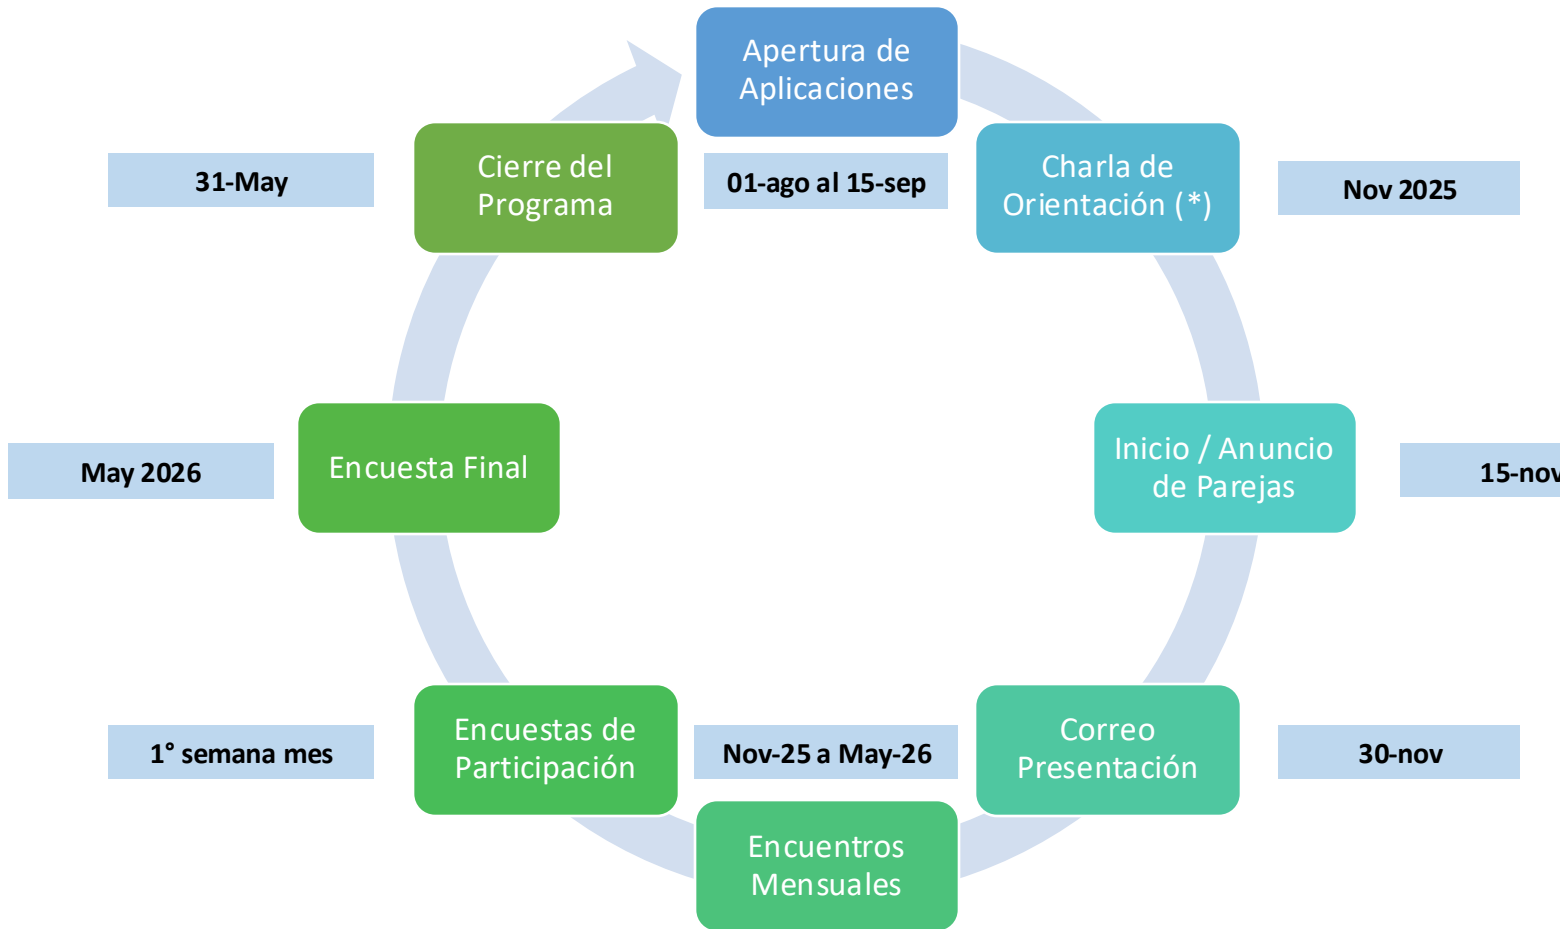 Apertura de
Aplicaciones
01-ago al 15-sep
Charla de
Orientación (*)
Nov 2025
Inicio / Anuncio
de Parejas
15-nov
Correo
Presentación
30-nov
Encuentros
Mensuales
Nov-25 a May-26
Encuestas de
Participación
1° semana mes
Encuesta Final
May 2026
Cierre del
Programa
31-May